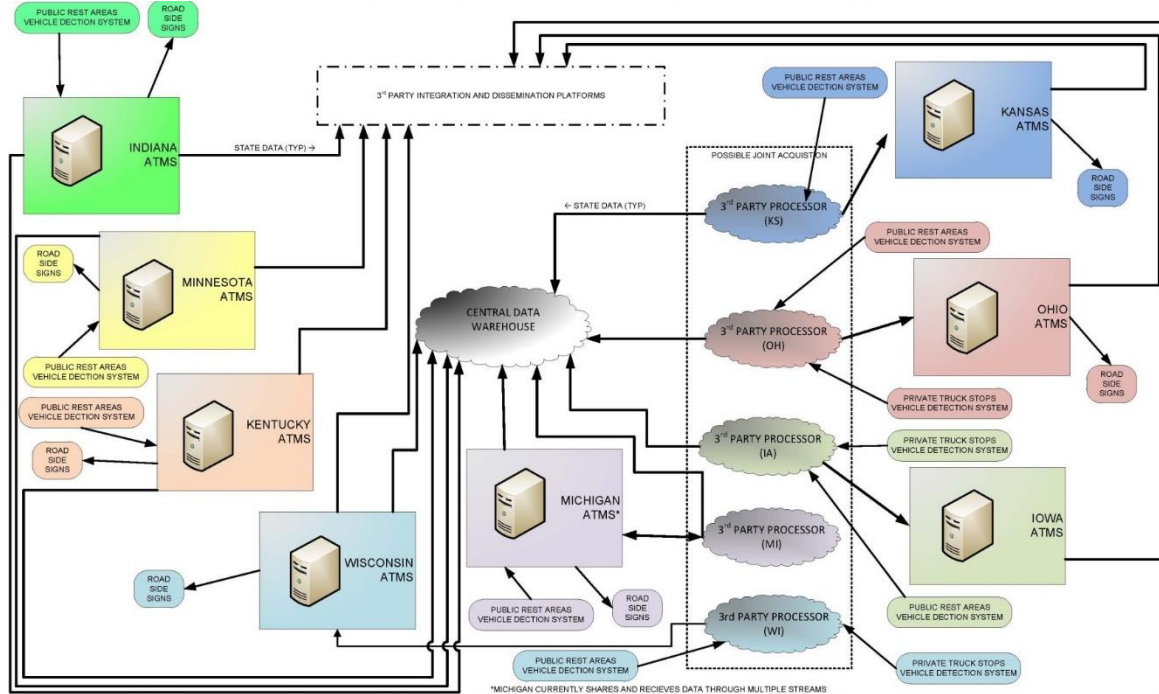 PUBLIC REST AREAS
VEHICLE DECTION SYSTEM
ROAD
SIDE
SIGNS
INDIANA
ATMS
STATE DATA (TYP) →
3rd PARTY INTEGRATION AND DISSEMINATION PLATFORMS
PUBLIC REST AREAS
VEHICLE DECTION SYSTEM
KANSAS
ATMS
ROAD
SIDE
SIGNS
POSSIBLE JOINT ACQUISTION
3rd PARTY PROCESSOR
(KS)
← STATE DATA (TYP)
PUBLIC REST AREAS
VEHICLE DECTION SYSTEM
ROAD
SIDE
SIGNS
MINNESOTA
ATMS
PUBLIC REST AREAS
VEHICLE DECTION SYSTEM
CENTRAL DATA
WAREHOUSE
3rd PARTY PROCESSOR
(OH)
OHIO
ATMS
ROAD
SIDE
SIGNS
PRIVATE TRUCK STOPS
VEHICLE DETECTION SYSTEM
PUBLIC REST AREAS
VEHICLE DECTION SYSTEM
KENTUCKY
ATMS
ROAD
SIDE
SIGNS
3rd PARTY PROCESSOR
(IA)
PRIVATE TRUCK STOPS
VEHICLE DETECTION SYSTEM
IOWA
ATMS
MICHIGAN
ATMS*
3rd PARTY PROCESSOR
(MI)
WISCONSIN
ATMS
ROAD
SIDE
SIGNS
PUBLIC REST AREAS
VEHICLE DECTION SYSTEM
ROAD
SIDE
SIGNS
3rd PARTY PROCESSOR
(WI)
PUBLIC REST AREAS
VEHICLE DETECTION SYSTEM
PUBLIC REST AREAS
VEHICLE DETECTION SYSTEM
PRIVATE TRUCK STOPS
VEHICLE DETECTION SYSTEM
*MICHIGAN CURRENTLY SHARES AND RECIEVES DATA THROUGH MULTIPLE STREAMS